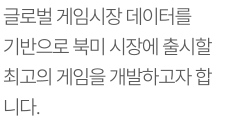 글로벌 게임시장 데이터를
기반으로 북미 시장에 출시할
최고의 게임을 개발하고자 합
니다.